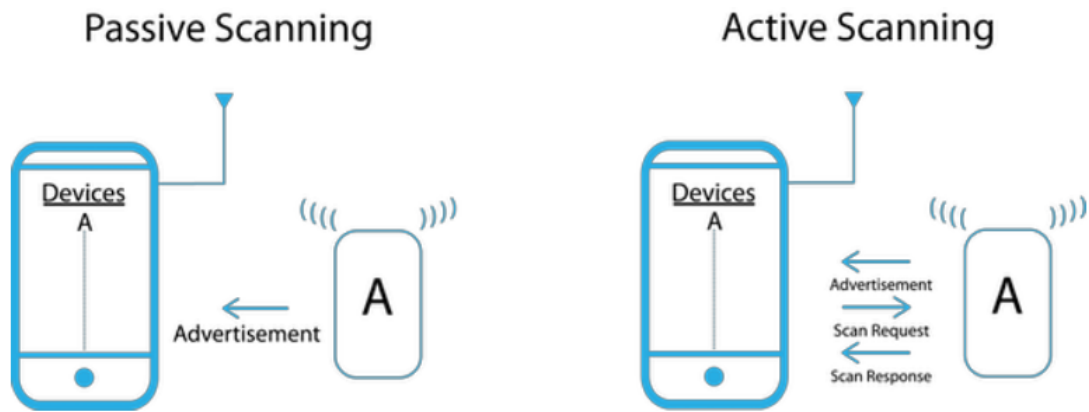 Passive Scanning
Devices
A
A
Advertisement
Active Scanning
Devices
A
A
Advertisement
Scan Request
Scan Response